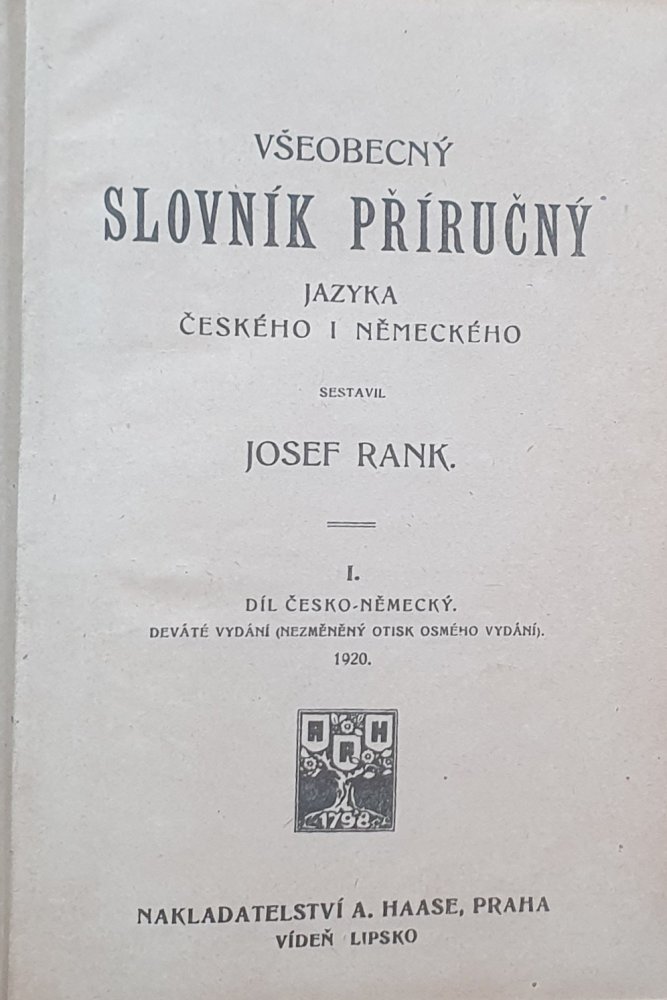 VŠEOBECNÝ
SLOVNÍK PŘÍRUČNÝ
JAZYKA
ČESKÉHO I NĚMECKÉHO
SESTAVIL
JOSEF RANK.
I.
DÍL ČESKO-NĚMECKÝ.
DEVÁTÉ VYDÁNÍ (NEZMĚNĚNÝ OTISK OSMÉHO VYDÁNÍ).
1920.
A P. H
1798
NAKLADATELSTVÍ A. HAASE, PRAHA
VÍDEŇ LIPSKO